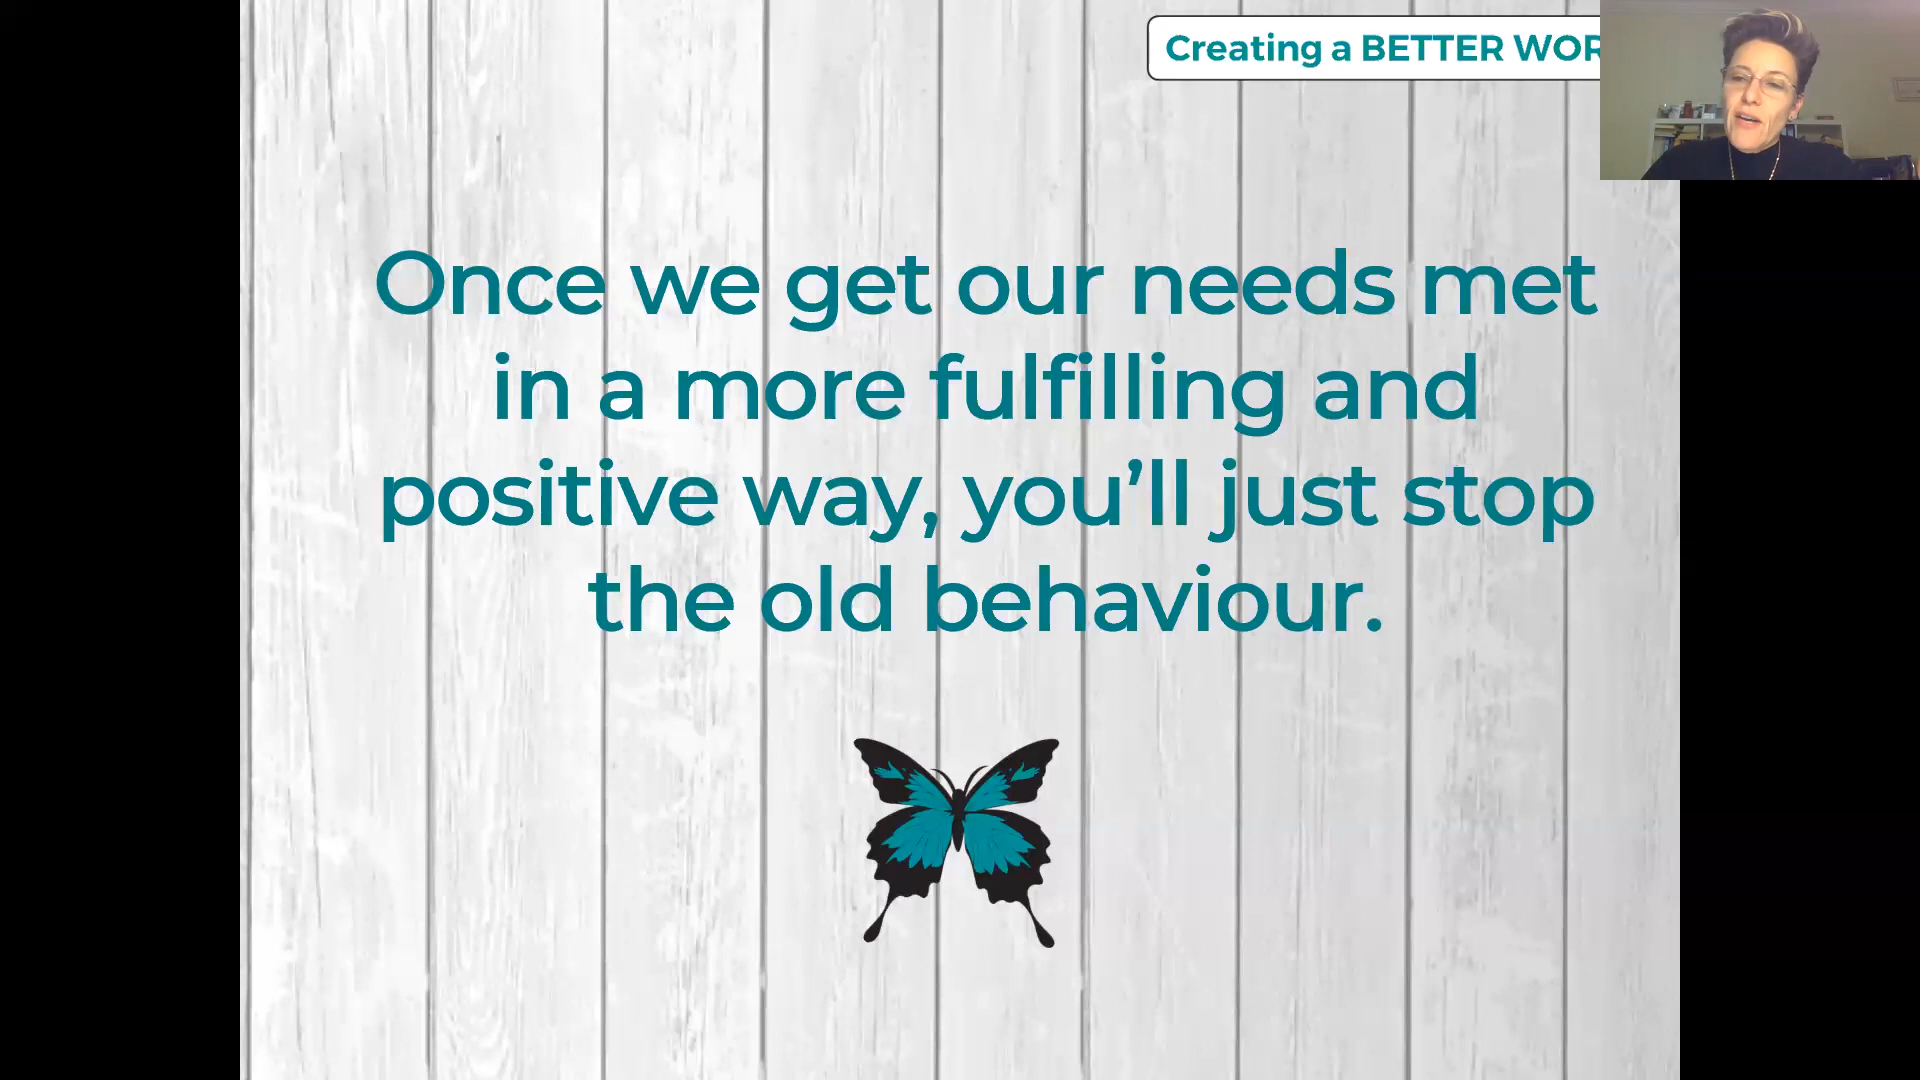 Creating a BETTER
Once we get our needs met
in a more fulfilling and
positive way, you’ll just stop
the old behaviour.